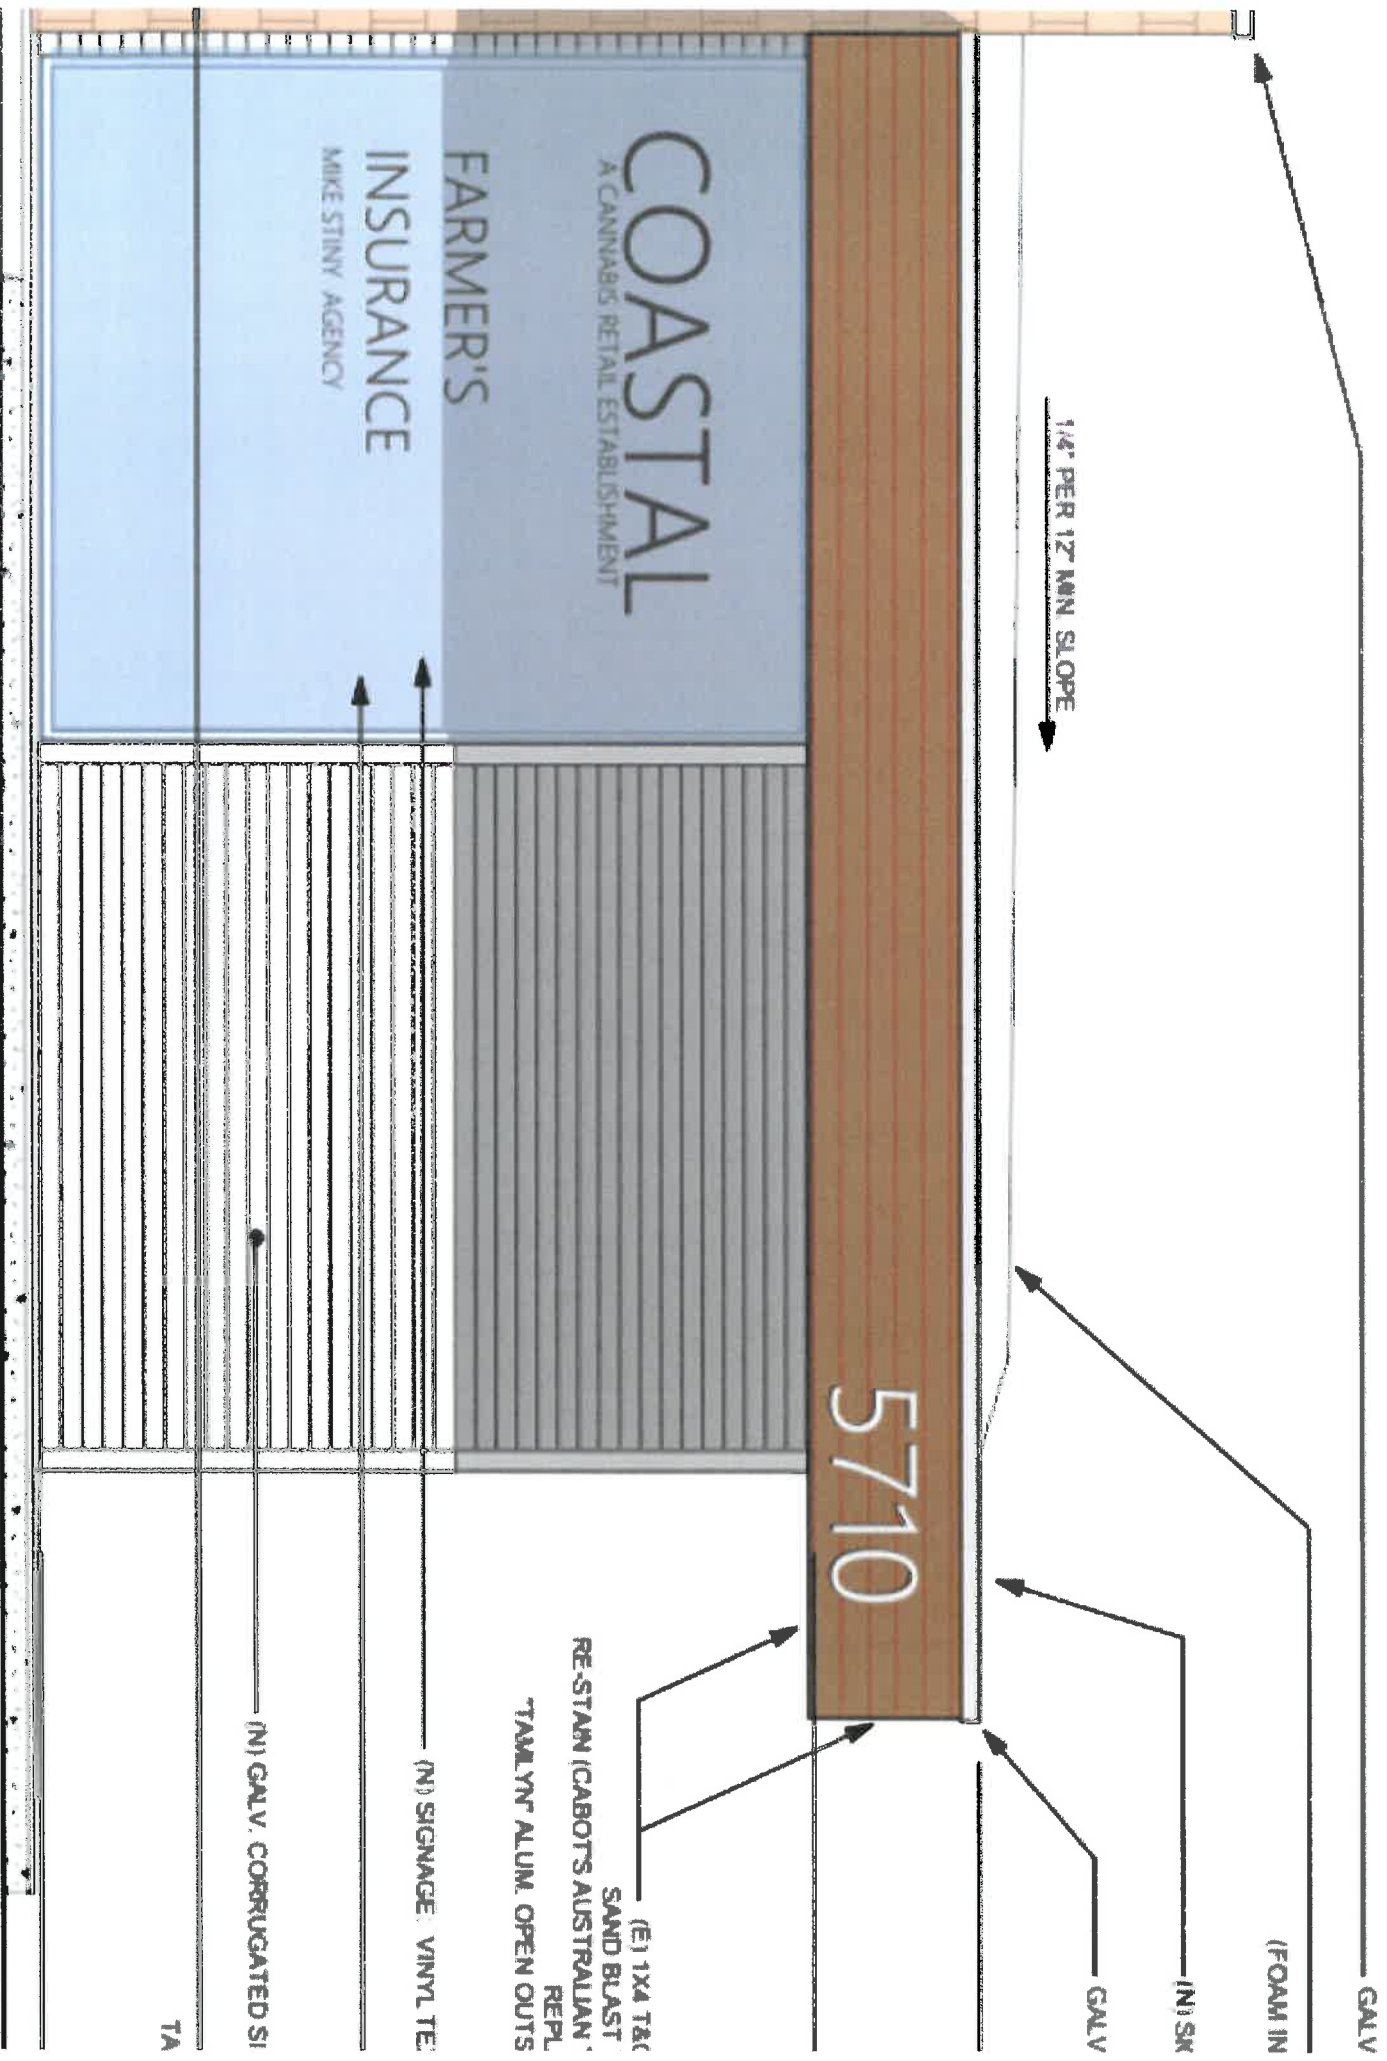 GALV
(FOAM IN
(N) SK
GALV
1/4" PER 12" MIN. SLOPE
5710
(E) 1X4 T&G
SAND BLAST
RE-STAIN (CABOT'S AUSTRALIAN
REPL
"TAMLYN" ALUM. OPEN OUTS
COASTAL
A CANNABIS RETAIL ESTABLISHMENT
FARMER'S
INSURANCE
MIKE STINY AGENCY
(N) SIGNAGE: VINYL TE
(N) GALV. CORRUGATED SI
TA